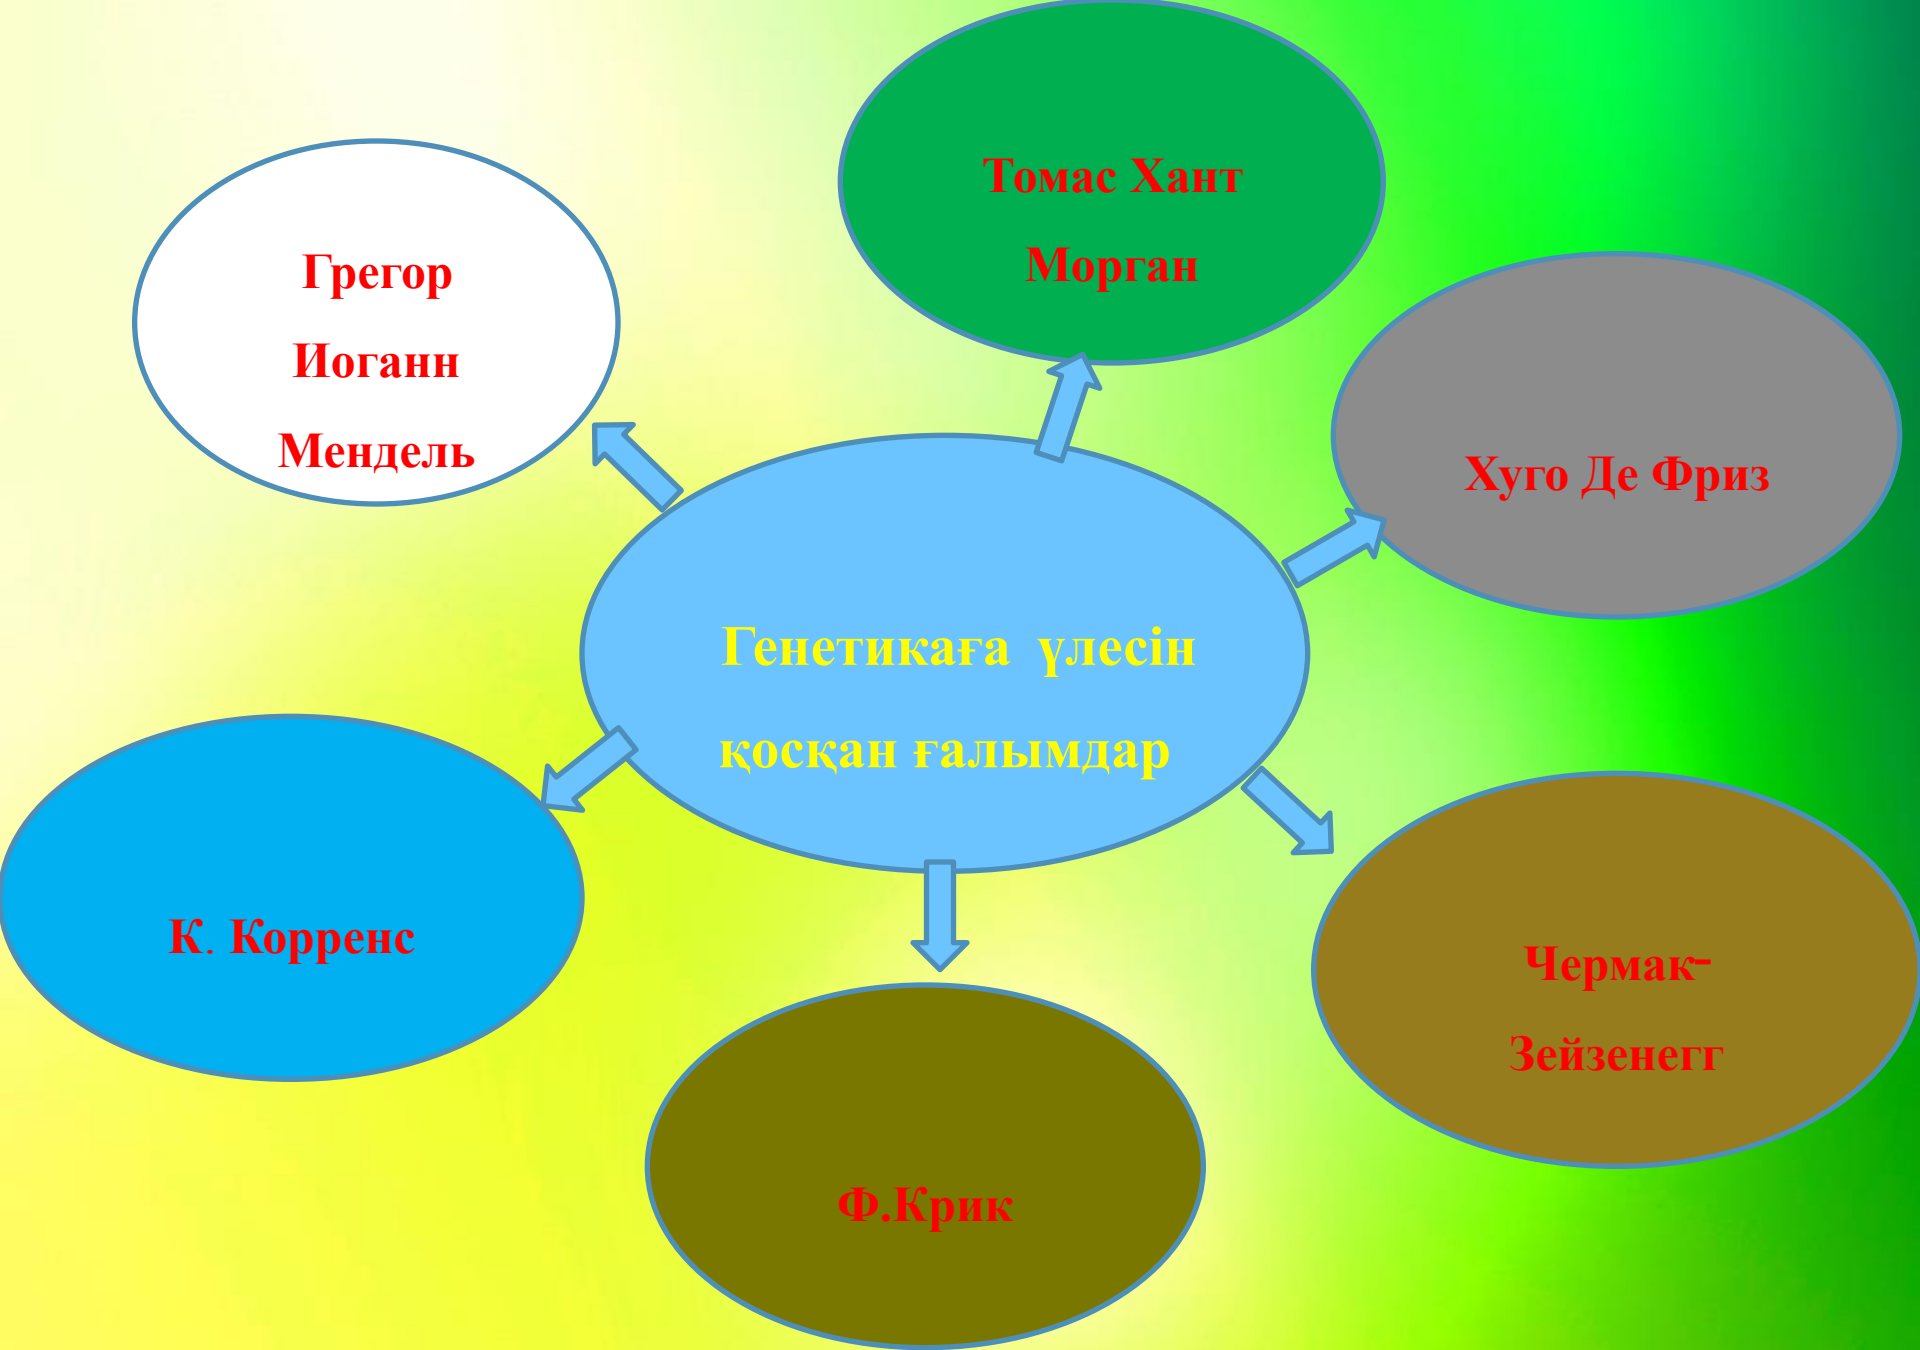 Томас Хант
Морган
Грегор
Иоганн
Мендель
Хуго Де Фриз
Генетикаға үлесін
қосқан ғалымдар
К. Корренс
Чермак-
Зейзенегг
Ф.Крик